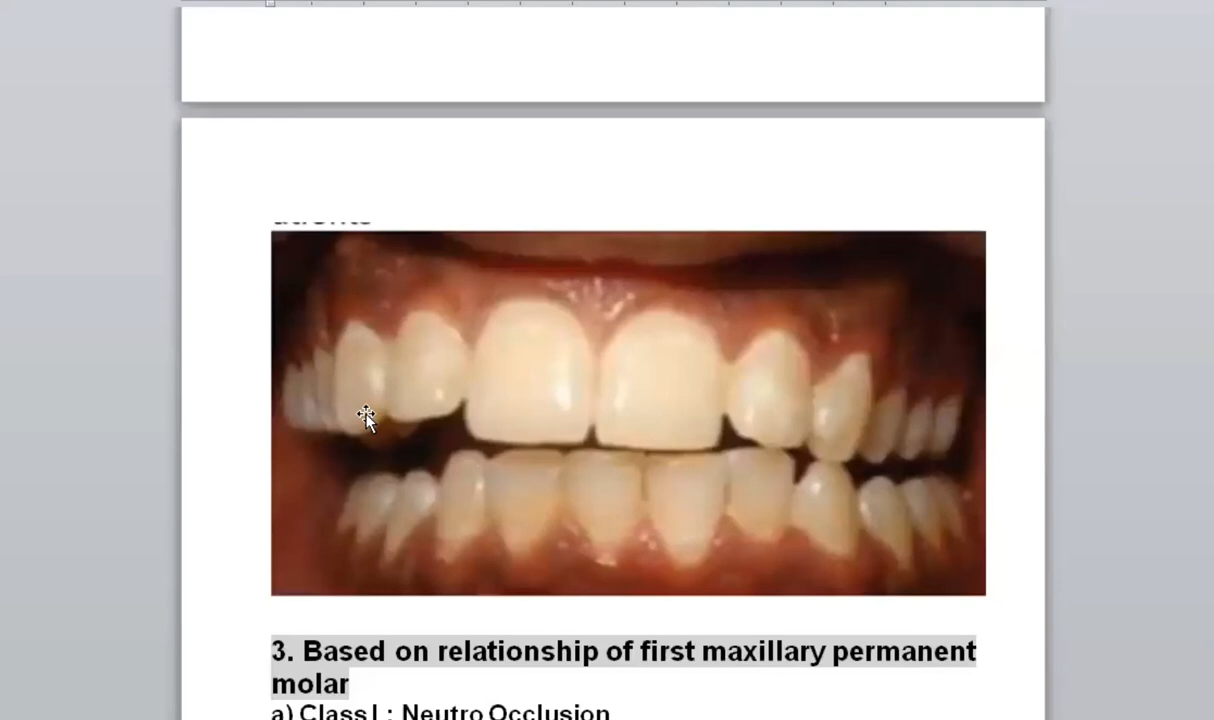 3. Based on relationship of first maxillary permanent
molar
a) Class I : Neutro Occlusion